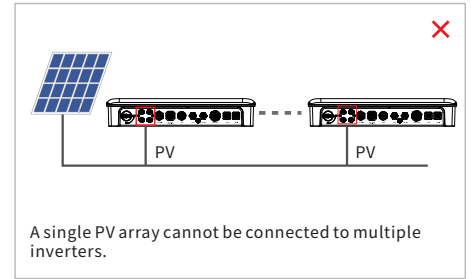 PV
PV
A single PV array cannot be connected to multiple
inverters.